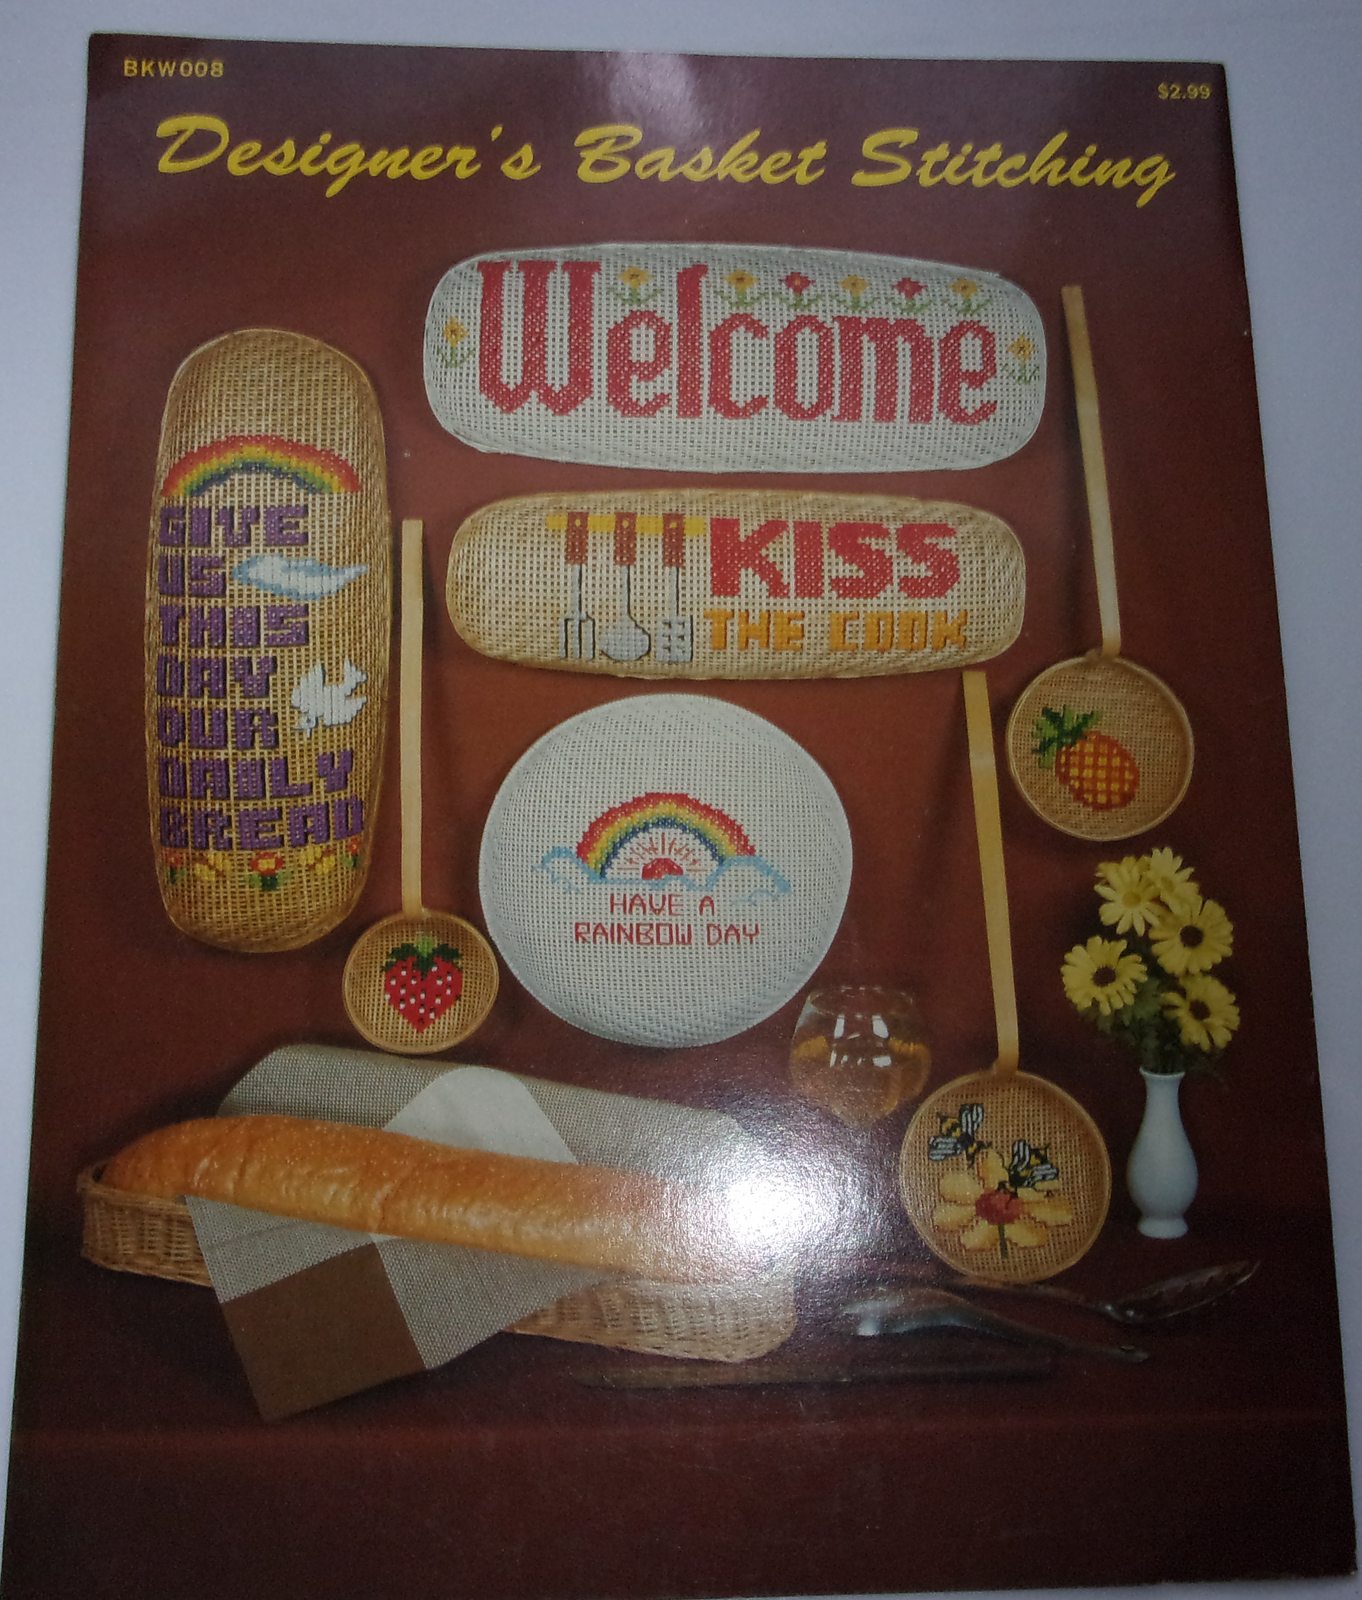 BKW008
$2.99
Designer's Basket Stitching
Welcome
GIVE
US
THIS
DAY
OUR
DAILY
BREAD
KISS
THE COOK
HAVE A
RAINBOW DAY